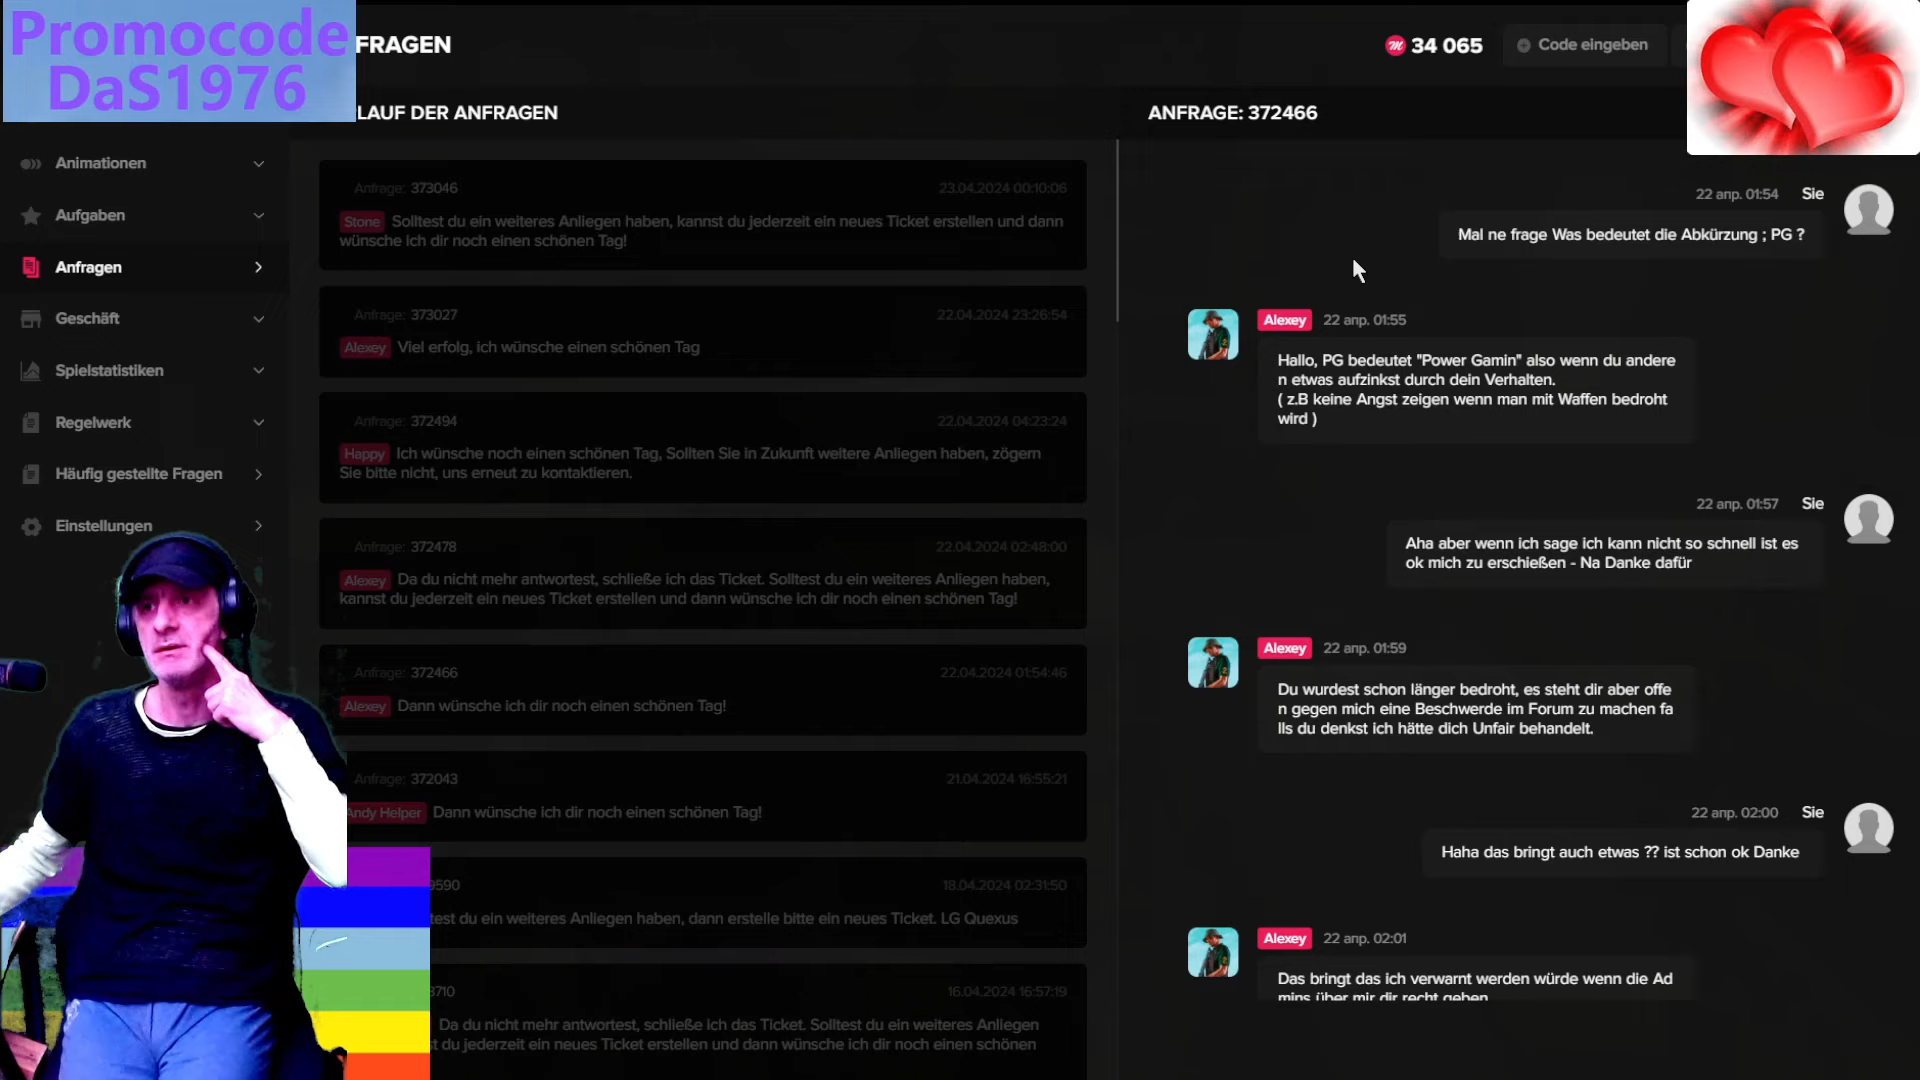 Promocode
DaS1976
FRAGEN
34 065
Code eingeben
LAUF DER ANFRAGEN
ANFRAGE: 372466
Animationen
Aufgaben
Anfragen
Geschäft
Spielstatistiken
Regelwerk
Häufig gestellte Fragen
Einstellungen
Anfrage: 373046
23.04.2024 00:10:06
Stone Solltest du ein weiteres Anliegen haben, kannst du jederzeit ein neues Ticket erstellen und dann
wünsche ich dir noch einen schönen Tag!
Anfrage: 373027
22.04.2024 23:26:54
Alexey Viel erfolg, ich wünsche einen schönen Tag
Anfrage: 372494
22.04.2024 04:23:24
Happy Ich wünsche noch einen schönen Tag, Sollten Sie in Zukunft weitere Anliegen haben, zögern
Sie bitte nicht, uns erneut zu kontaktieren.
Anfrage: 372478
22.04.2024 02:48:00
Alexey Da du nicht mehr antwortest, schließe ich das Ticket. Solltest du ein weiteres Anliegen haben,
kannst du jederzeit ein neues Ticket erstellen und dann wünsche ich dir noch einen schönen Tag!
Anfrage: 372466
22.04.2024 01:54:46
Alexey Dann wünsche ich dir noch einen schönen Tag!
Anfrage: 372043
21.04.2024 16:55:21
Andy Helper Dann wünsche ich dir noch einen schönen Tag!
9590
18.04.2024 02:31:50
test du ein weiteres Anliegen haben, dann erstelle bitte ein neues Ticket. LG Quexus
3710
16.04.2024 16:57:19
Da du nicht mehr antwortest, schließe ich das Ticket. Solltest du ein weiteres Anliegen
t du jederzeit ein neues Ticket erstellen und dann wünsche ich dir noch einen schönen
22 апр. 01:54 Sie
Mal ne frage Was bedeutet die Abkürzung ; PG ?
Alexey 22 апр. 01:55
Hallo, PG bedeutet "Power Gamin" also wenn du andere
n etwas aufzinkst durch dein Verhalten.
( z.B keine Angst zeigen wenn man mit Waffen bedroht
wird )
22 апр. 01:57 Sie
Aha aber wenn ich sage ich kann nicht so schnell ist es
ok mich zu erschießen - Na Danke dafür
Alexey 22 апр. 01:59
Du wurdest schon länger bedroht, es steht dir aber offe
n gegen mich eine Beschwerde im Forum zu machen fa
lls du denkst ich hätte dich Unfair behandelt.
22 апр. 02:00 Sie
Haha das bringt auch etwas ?? ist schon ok Danke
Alexey 22 апр. 02:01
Das bringt das ich verwarnt werden würde wenn die Ad
mins über mir dir recht geben